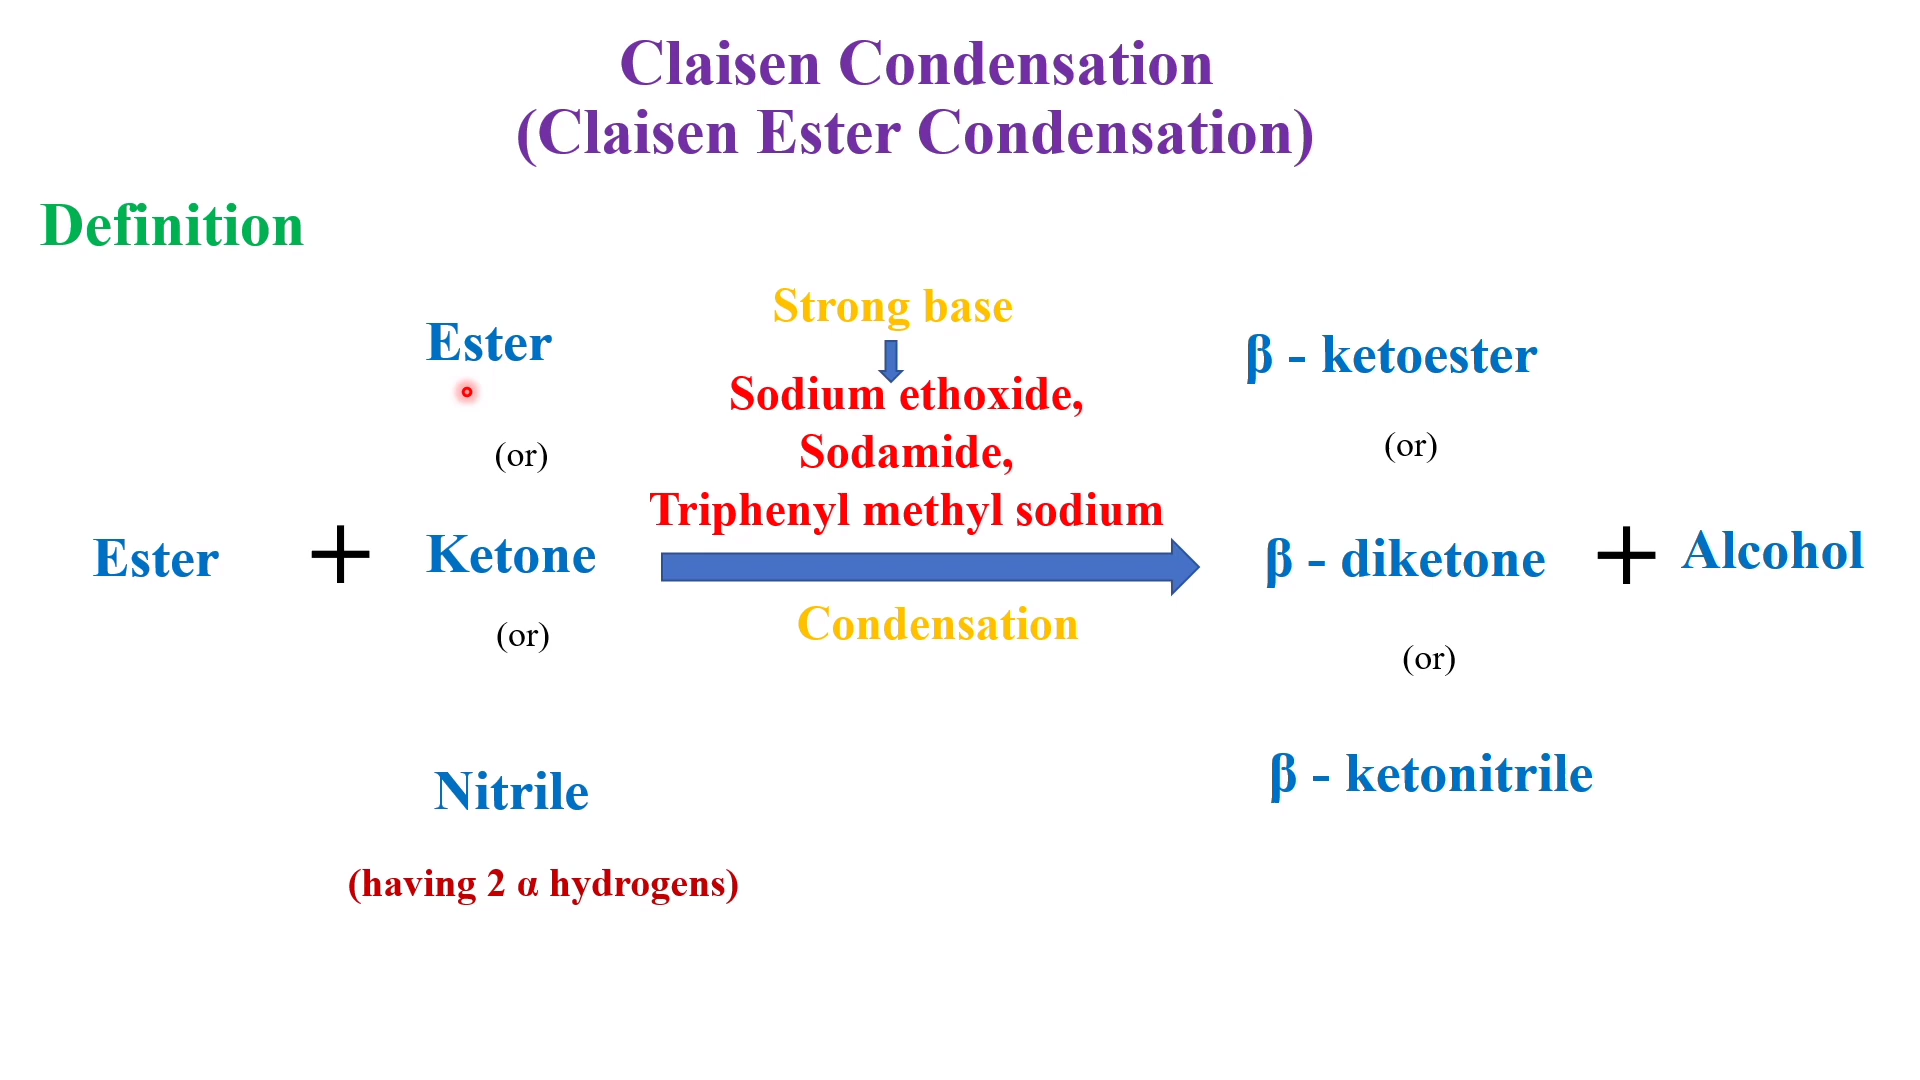 Claisen Condensation
(Claisen Ester Condensation)
Definition
Ester
+
Ester
(or)
Ketone
(or)
Nitrile
(having 2 α hydrogens)
Strong base
Sodium ethoxide,
Sodamide,
Triphenyl methyl sodium
Condensation
β - ketoester
(or)
β - diketone
(or)
β - ketonitrile
+
Alcohol